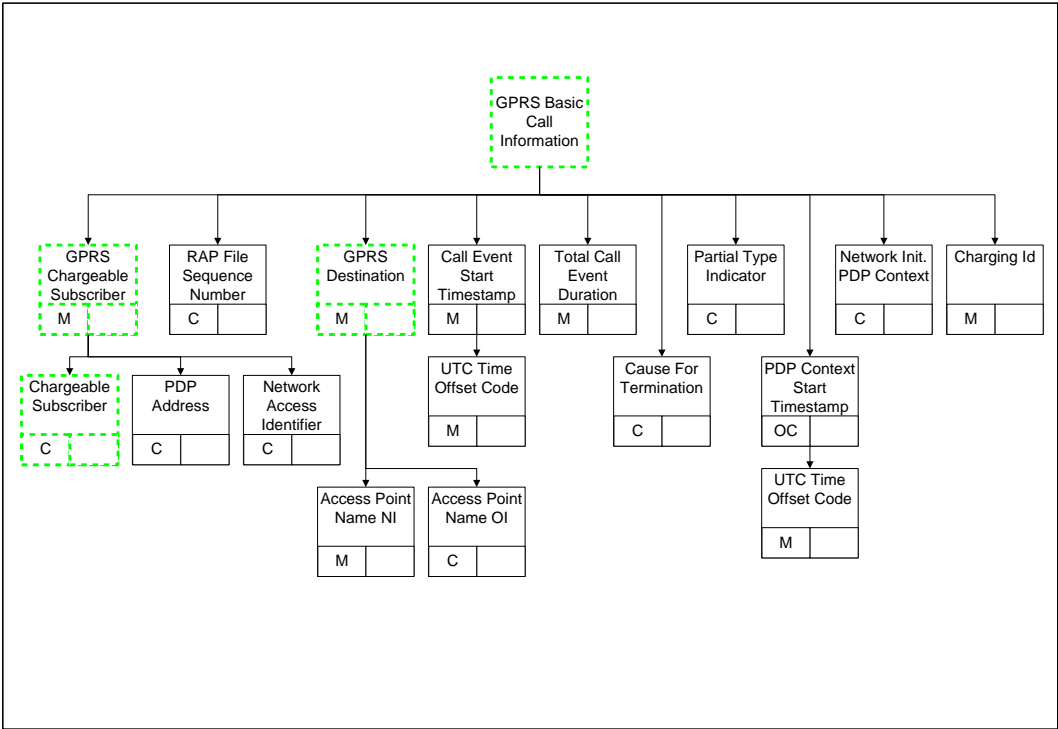 GPRS Basic
Call
Information
GPRS
Chargeable
Subscriber
M
RAP File
Sequence
Number
C
GPRS
Destination
M
Call Event
Start
Timestamp
M
Total Call
Event
Duration
M
Partial Type
Indicator
C
Network Init.
PDP Context
C
Charging Id
M
Chargeable
Subscriber
C
PDP
Address
C
Network
Access
Identifier
C
UTC Time
Offset Code
M
Cause For
Termination
C
PDP Context
Start
Timestamp
OC
Access Point
Name NI
M
Access Point
Name OI
C
UTC Time
Offset Code
M